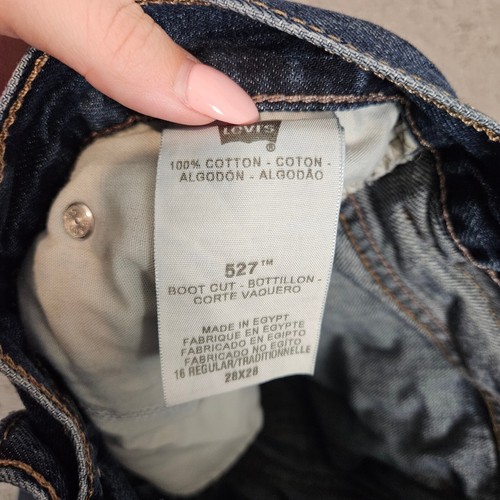 LEVI'S
®
100% COTTON - COTON -
ALGODÓN - ALGODÃO
527™
BOOT CUT - BOTTILLON -
CORTE VAQUERO
MADE IN EGYPT
FABRIQUE EN EGYPTE
FABRICADO EN EGIPTO
FABRICADO NO EGITO
16 REGULAR/TRADITIONNELLE
28X28